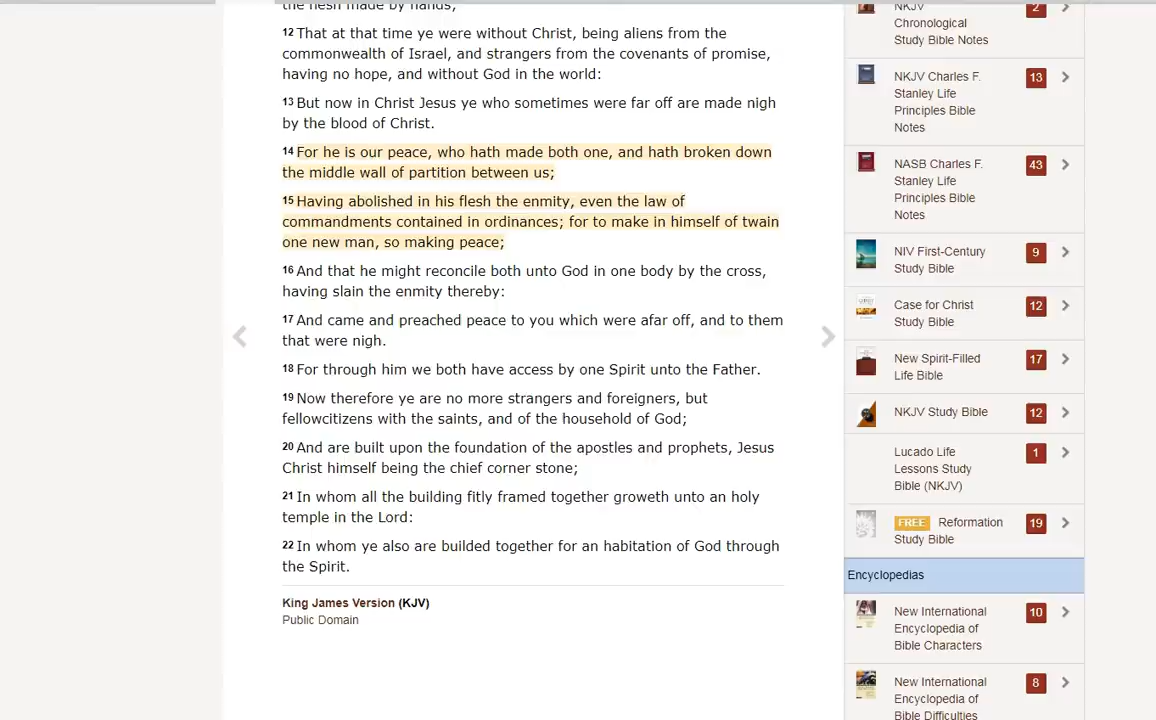 the flesh made by hands;
12 That at that time ye were without Christ, being aliens from the
commonwealth of Israel, and strangers from the covenants of promise,
having no hope, and without God in the world:
13 But now in Christ Jesus ye who sometimes were far off are made nigh
by the blood of Christ.
14 For he is our peace, who hath made both one, and hath broken down
the middle wall of partition between us;
15 Having abolished in his flesh the enmity, even the law of
commandments contained in ordinances; for to make in himself of twain
one new man, so making peace;
16 And that he might reconcile both unto God in one body by the cross,
having slain the enmity thereby:
17 And came and preached peace to you which were afar off, and to them
that were nigh.
18 For through him we both have access by one Spirit unto the Father.
19 Now therefore ye are no more strangers and foreigners, but
fellowcitizens with the saints, and of the household of God;
20 And are built upon the foundation of the apostles and prophets, Jesus
Christ himself being the chief corner stone;
21 In whom all the building fitly framed together groweth unto an holy
temple in the Lord:
22 In whom ye also are builded together for an habitation of God through
the Spirit.
King James Version (KJV)
Public Domain
NKJV 2
Chronological
Study Bible Notes
NKJV Charles F. 13
Stanley Life
Principles Bible
Notes
NASB Charles F. 43
Stanley Life
Principles Bible
Notes
NIV First-Century 9
Study Bible
Case for Christ 12
Study Bible
New Spirit-Filled 17
Life Bible
NKJV Study Bible 12
Lucado Life 1
Lessons Study
Bible (NKJV)
FREE Reformation 19
Study Bible
Encyclopedias
New International 10
Encyclopedia of
Bible Characters
New International 8
Encyclopedia of
Bible Difficulties